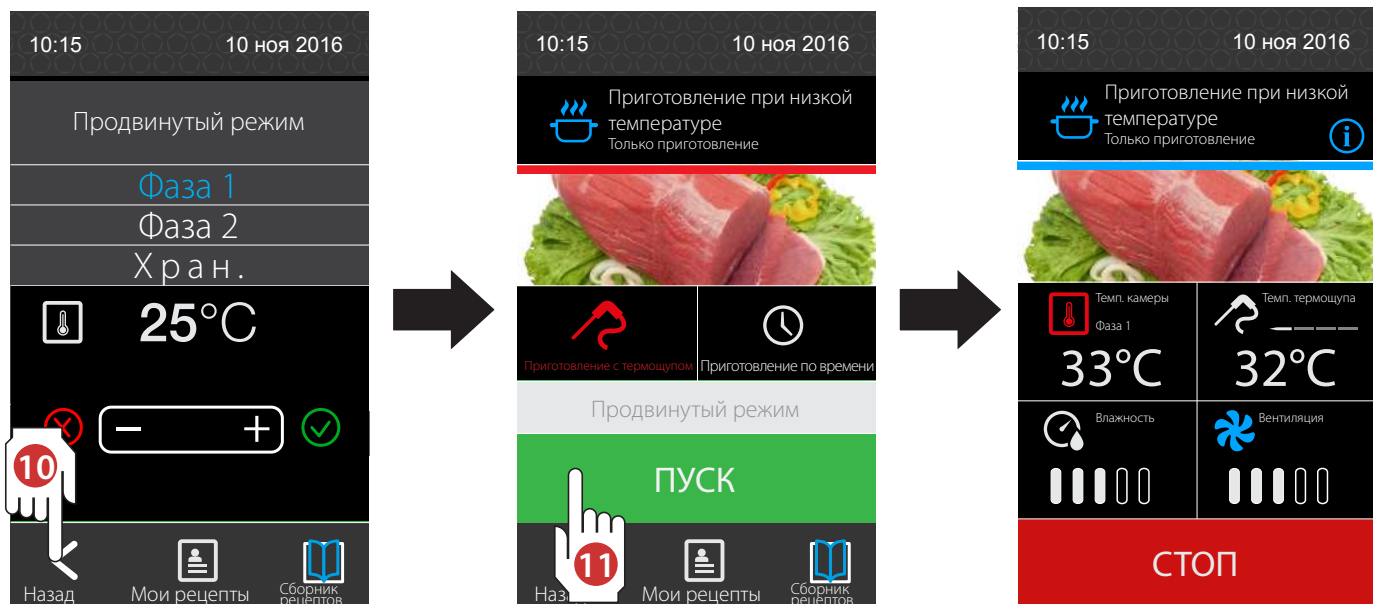 10:15 10 ноя 2016
Продвинутый режим
Фаза 1
Фаза 2
Хран.
25°C
− +
10
Назад Мои рецепты Сборник
рецептов
10:15 10 ноя 2016
Приготовление при низкой
температуре
Только приготовление
Приготовление с термощупом Приготовление по времени
Продвинутый режим
ПУСК
11
Мои рецепты Сборник
рецептов
10:15 10 ноя 2016
Приготовление при низкой
температуре
Только приготовление
i
Темп. камеры Темп. термощупа
Фаза 1
33°C 32°C
Влажность Вентиляция
СТОП